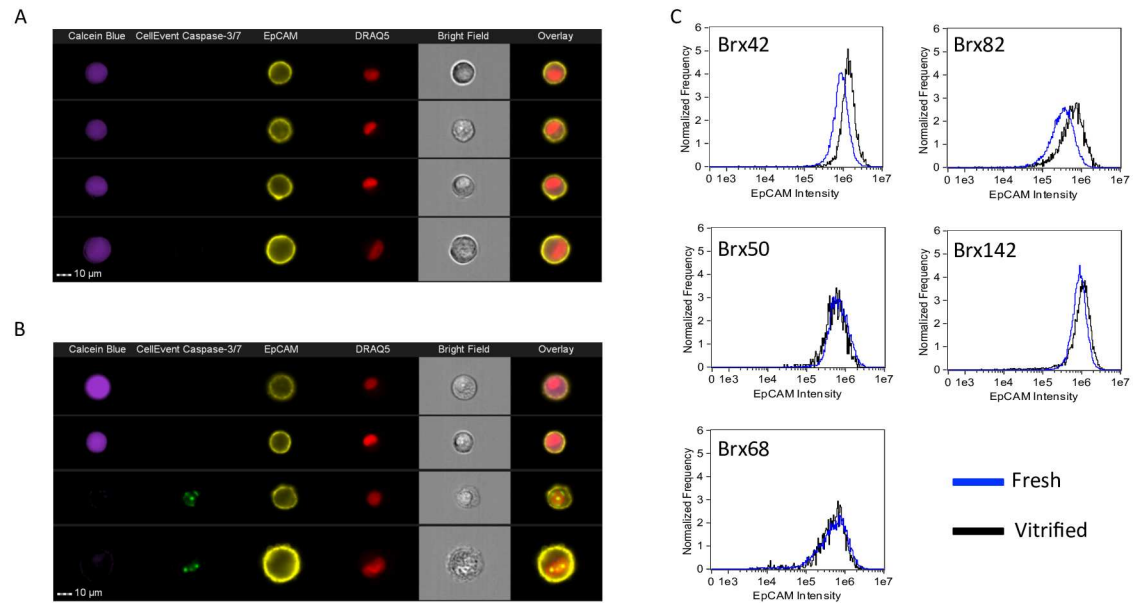 A
Calcein Blue CellEvent Caspase-3/7 EpCAM DRAQ5 Bright Field Overlay
10 µm
B
Calcein Blue CellEvent Caspase-3/7 EpCAM DRAQ5 Bright Field Overlay
10 µm
C
Brx42
Normalized Frequency
6
5
4
3
2
1
0
0 1e3 1e4 1e5 1e6 1e7
EpCAM Intensity
Brx82
Normalized Frequency
6
5
4
3
2
1
0
0 1e3 1e4 1e5 1e6 1e7
EpCAM Intensity
Brx50
Normalized Frequency
6
5
4
3
2
1
0
0 1e3 1e4 1e5 1e6 1e7
EpCAM Intensity
Brx142
Normalized Frequency
6
5
4
3
2
1
0
0 1e3 1e4 1e5 1e6 1e7
EpCAM Intensity
Brx68
Normalized Frequency
6
5
4
3
2
1
0
0 1e3 1e4 1e5 1e6 1e7
EpCAM Intensity
Fresh
Vitrified